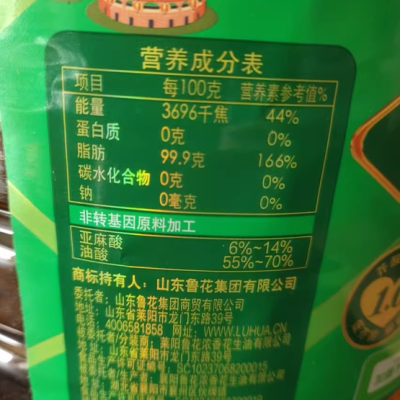 营养成分表
项目 每100克 营养素参考值%
能量 3696千焦 44%
蛋白质 0克 0%
脂肪 99.9克 166%
碳水化合物 0克 0%
钠 0毫克 0%
非转基因原料加工
亚麻酸 6%~14%
油酸 55%~70%
商标持有人：山东鲁花集团有限公司
委托者：山东鲁花集团商贸有限公司
地址：山东省莱阳市龙门东路39号
4006581858 网址：WWW.LUHUA.CN
莱阳鲁花浓香花生油有限公司
山东省莱阳市龙门东路39号
SC10237068200015